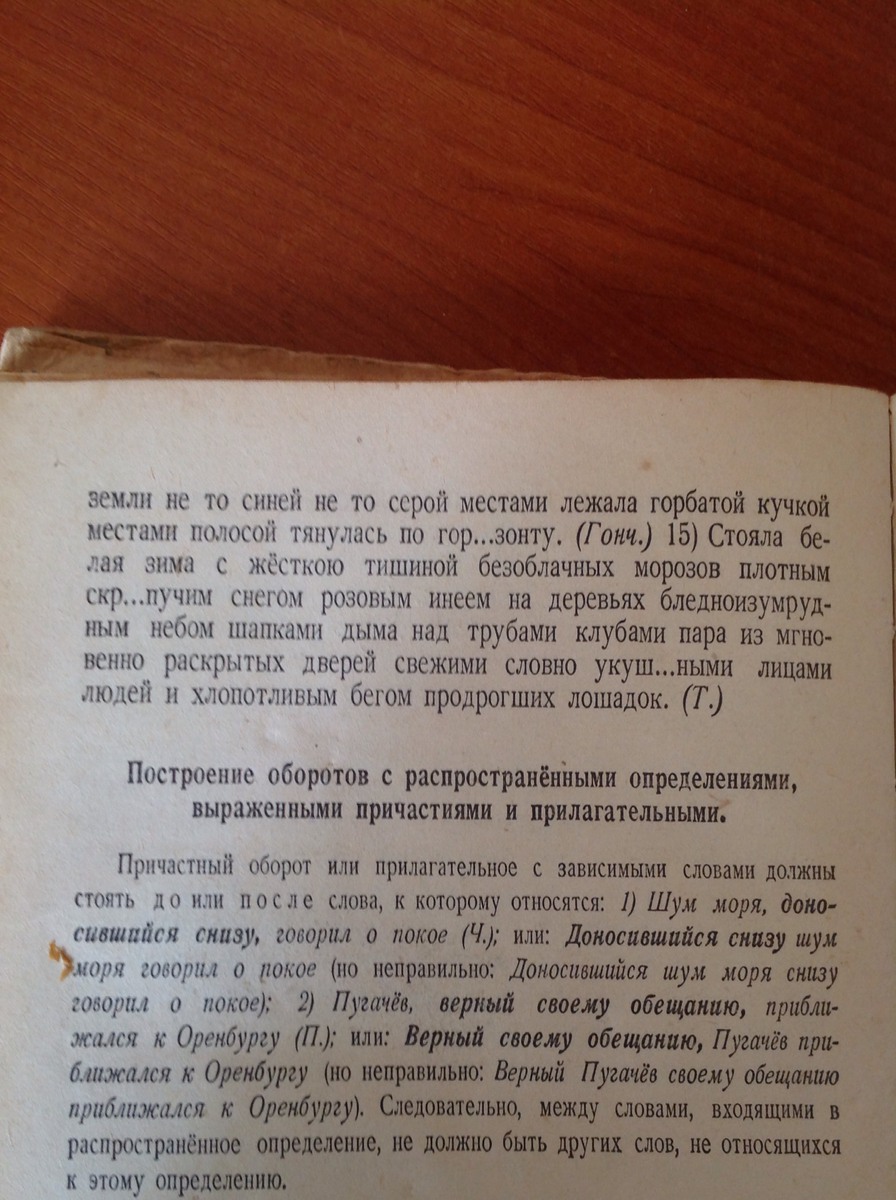 земли не то синей не то серой местами лежала горбатой кучкой
местами полосой тянулась по гор...зонту. (Гонч.) 15) Стояла бе-
лая зима с жёсткою тишиной безоблачных морозов плотным
скр...пучим снегом розовым инеем на деревьях бледноизумруд-
ным небом шапками дыма над трубами клубами пара из мгно-
венно раскрытых дверей свежими словно укуш...ными лицами
людей и хлопотливым бегом продрогших лошадок. (Т.)
Построение оборотов с распространёнными определениями,
выраженными причастиями и прилагательными.
Причастный оборот или прилагательное с зависимыми словами должны
стоять до или после слова, к которому относятся: 1) Шум моря, доно-
сившийся снизу, говорил о покое (Ч.); или: Доносившийся снизу шум
моря говорил о покое (но неправильно: Доносившийся шум моря снизу
говорил о покое); 2) Пугачёв, верный своему обещанию, прибли-
жался к Оренбургу (П.); или: Верный своему обещанию, Пугачёв при-
ближался к Оренбургу (но неправильно: Верный Пугачёв своему обещанию
приближался к Оренбургу). Следовательно, между словами, входящими в
распространённое определение, не должно быть других слов, не относящихся
к этому определению.